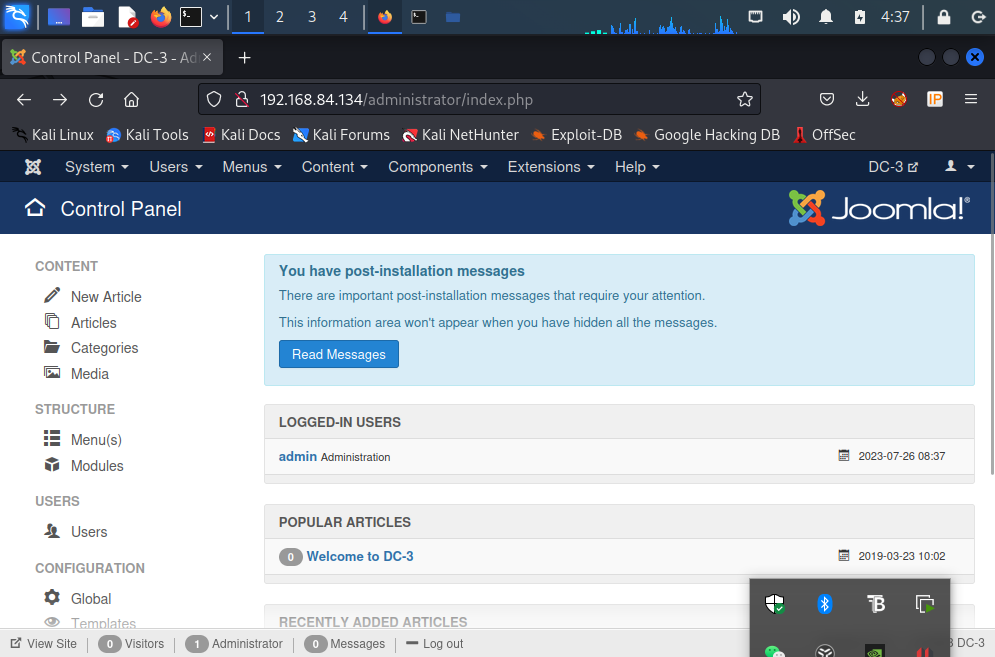 1 2 3 4 4:37
Control Panel - DC-3 - Ad
192.168.84.134/administrator/index.php
IP
Kali Linux Kali Tools Kali Docs Kali Forums Kali NetHunter Exploit-DB Google Hacking DB OffSec
System Users Menus Content Components Extensions Help DC-3
Control Panel Joomla!®
CONTENT
New Article
Articles
Categories
Media
STRUCTURE
Menu(s)
Modules
USERS
Users
CONFIGURATION
Global
Templates
You have post-installation messages
There are important post-installation messages that require your attention.
This information area won't appear when you have hidden all the messages.
Read Messages
LOGGED-IN USERS
admin Administration 2023-07-26 08:37
POPULAR ARTICLES
0 Welcome to DC-3 2019-03-23 10:02
RECENTLY ADDED ARTICLES
View Site 0 Visitors 1 Administrator 0 Messages Log out DC-3